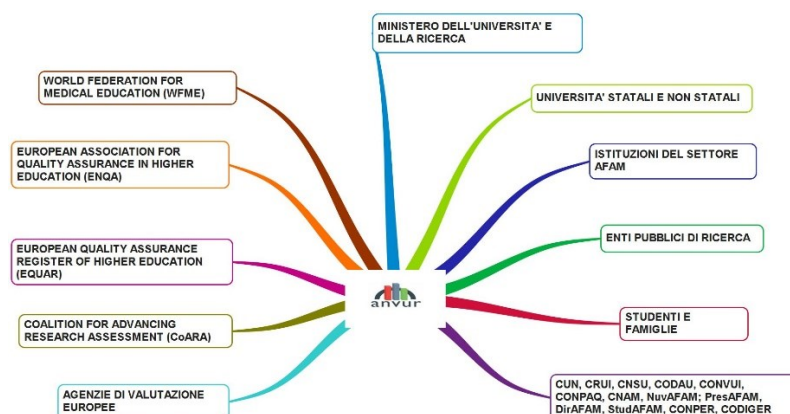 MINISTERO DELL'UNIVERSITA' E
DELLA RICERCA
WORLD FEDERATION FOR
MEDICAL EDUCATION (WFME)
UNIVERSITA' STATALI E NON STATALI
EUROPEAN ASSOCIATION FOR
QUALITY ASSURANCE IN HIGHER
EDUCATION (ENQA)
ISTITUZIONI DEL SETTORE
AFAM
EUROPEAN QUALITY ASSURANCE
REGISTER OF HIGHER EDUCATION
(EQUAR)
ENTI PUBBLICI DI RICERCA
anvur
COALITION FOR ADVANCING
RESEARCH ASSESSMENT (CoARA)
STUDENTI E
FAMIGLIE
AGENZIE DI VALUTAZIONE
EUROPEE
CUN, CRUI, CNSU, CODAU, CONVUI,
CONPAQ, CNAM, NuvAFAM; PresAFAM,
DirAFAM, StudAFAM, CONPER, CODIGER